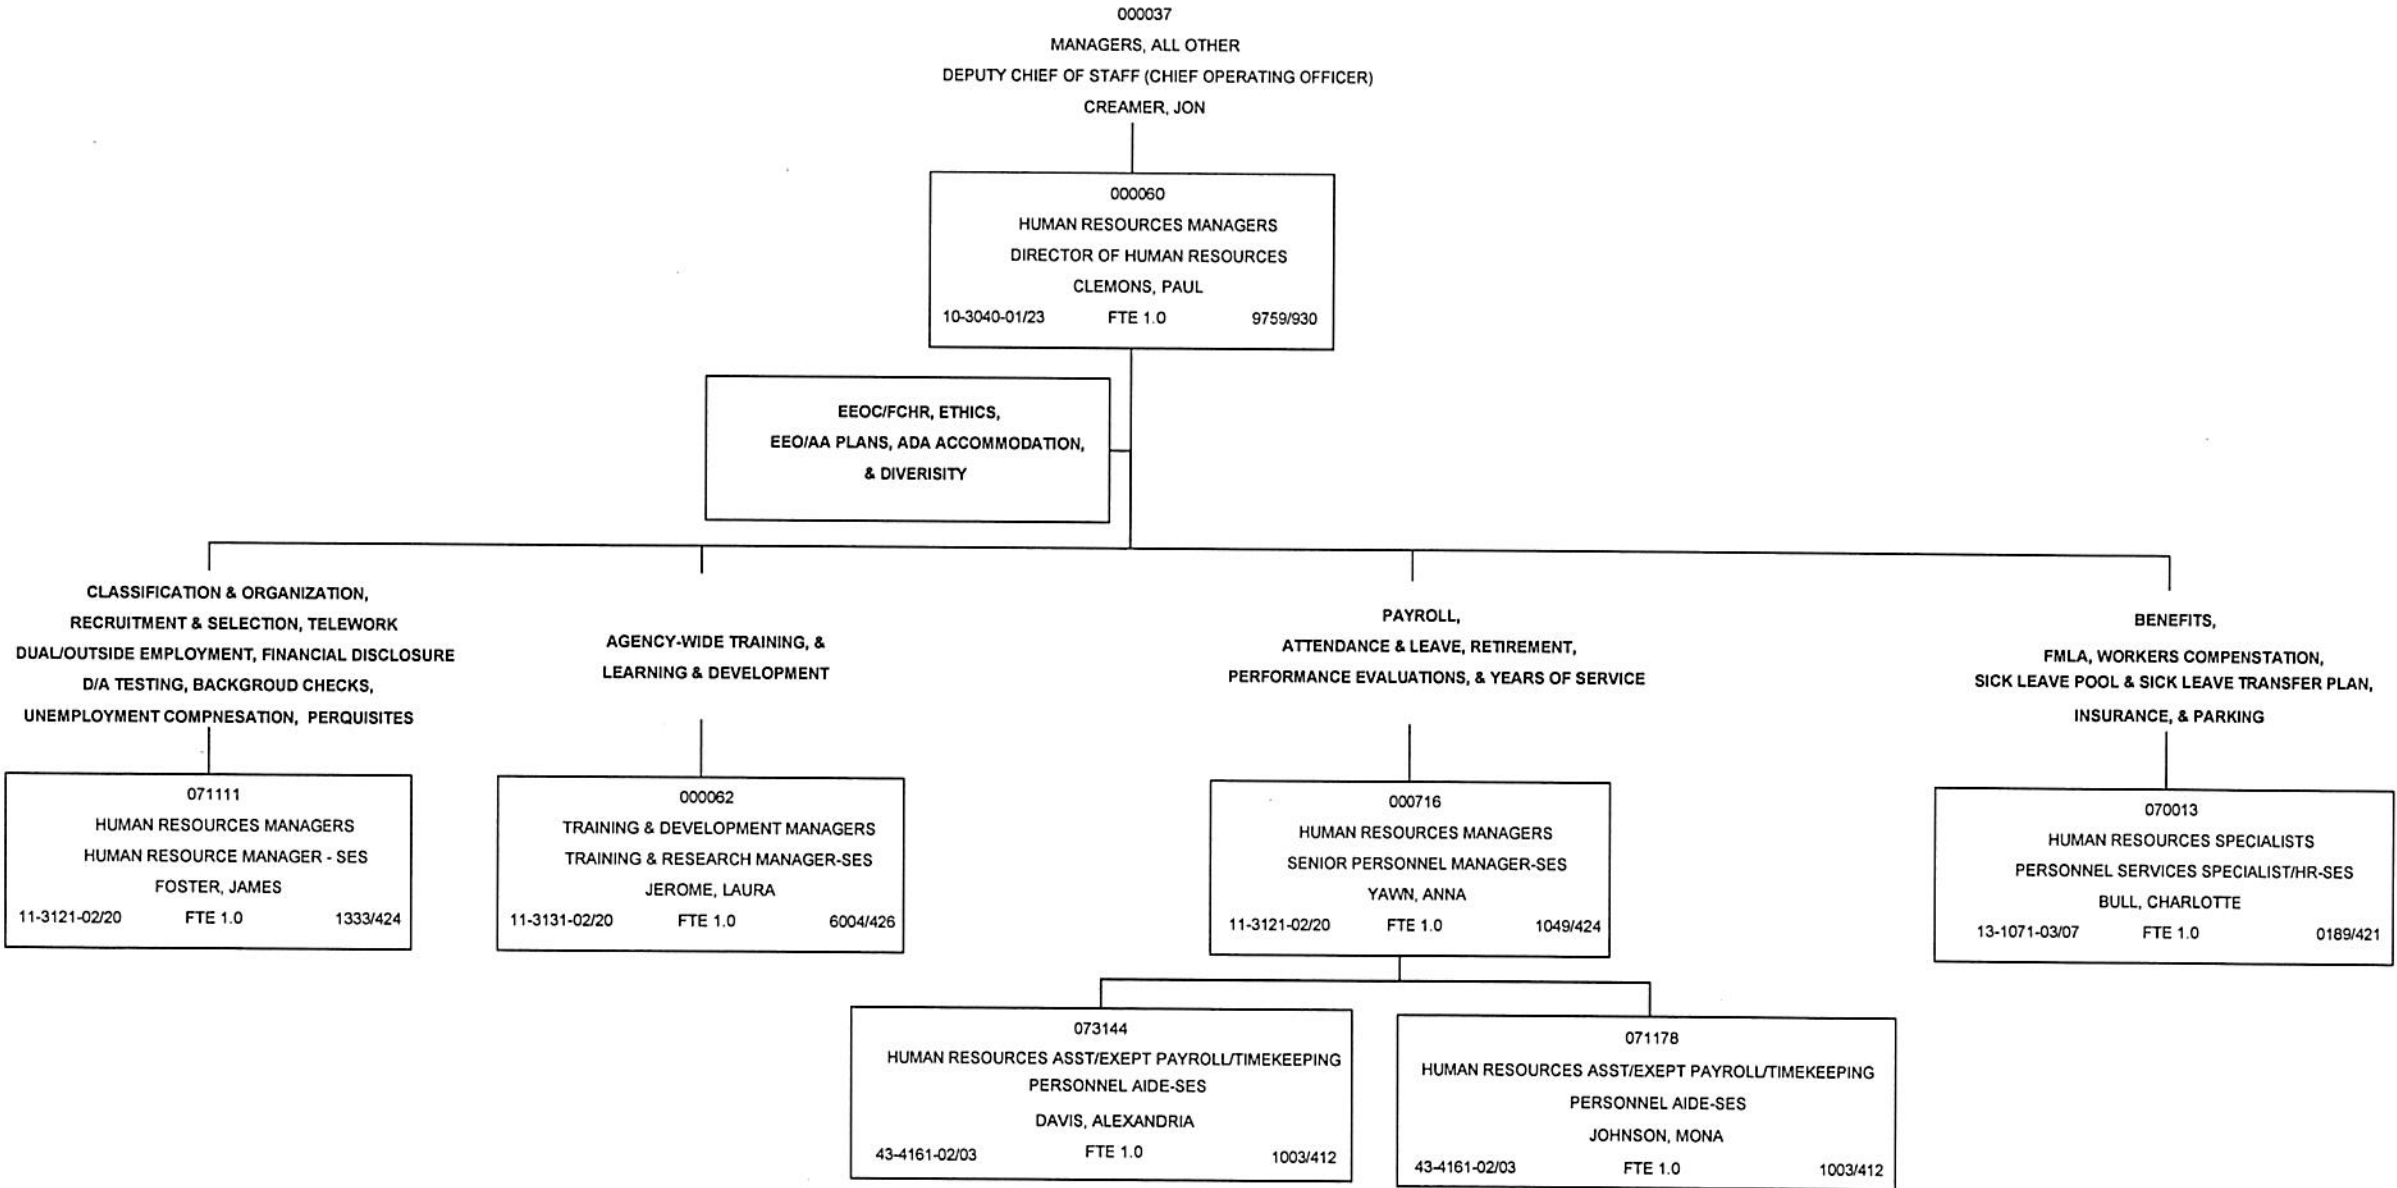 000037
MANAGERS, ALL OTHER
DEPUTY CHIEF OF STAFF (CHIEF OPERATING OFFICER)
CREAMER, JON
000060
HUMAN RESOURCES MANAGERS
DIRECTOR OF HUMAN RESOURCES
CLEMONS, PAUL
10-3040-01/23 FTE 1.0 9759/930
EEOC/FCHR, ETHICS,
EEO/AA PLANS, ADA ACCOMMODATION,
& DIVERISITY
CLASSIFICATION & ORGANIZATION,
RECRUITMENT & SELECTION, TELEWORK
DUAL/OUTSIDE EMPLOYMENT, FINANCIAL DISCLOSURE
D/A TESTING, BACKGROUD CHECKS,
UNEMPLOYMENT COMPNESATION, PERQUISITES
AGENCY-WIDE TRAINING, &
LEARNING & DEVELOPMENT
PAYROLL,
ATTENDANCE & LEAVE, RETIREMENT,
PERFORMANCE EVALUATIONS, & YEARS OF SERVICE
BENEFITS,
FMLA, WORKERS COMPENSTATION,
SICK LEAVE POOL & SICK LEAVE TRANSFER PLAN,
INSURANCE, & PARKING
071111
HUMAN RESOURCES MANAGERS
HUMAN RESOURCE MANAGER - SES
FOSTER, JAMES
11-3121-02/20 FTE 1.0 1333/424
000062
TRAINING & DEVELOPMENT MANAGERS
TRAINING & RESEARCH MANAGER-SES
JEROME, LAURA
11-3131-02/20 FTE 1.0 6004/426
000716
HUMAN RESOURCES MANAGERS
SENIOR PERSONNEL MANAGER-SES
YAWN, ANNA
11-3121-02/20 FTE 1.0 1049/424
070013
HUMAN RESOURCES SPECIALISTS
PERSONNEL SERVICES SPECIALIST/HR-SES
BULL, CHARLOTTE
13-1071-03/07 FTE 1.0 0189/421
073144
HUMAN RESOURCES ASST/EXEPT PAYROLL/TIMEKEEPING
PERSONNEL AIDE-SES
DAVIS, ALEXANDRIA
43-4161-02/03 FTE 1.0 1003/412
071178
HUMAN RESOURCES ASST/EXEPT PAYROLL/TIMEKEEPING
PERSONNEL AIDE-SES
JOHNSON, MONA
43-4161-02/03 FTE 1.0 1003/412